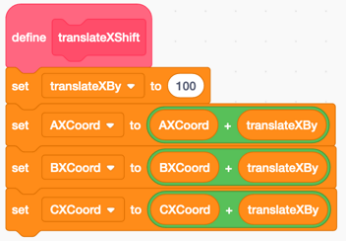 define translateXShift
set translateXBy to 100
set AXCoord to AXCoord + translateXBy
set BXCoord to BXCoord + translateXBy
set CXCoord to CXCoord + translateXBy